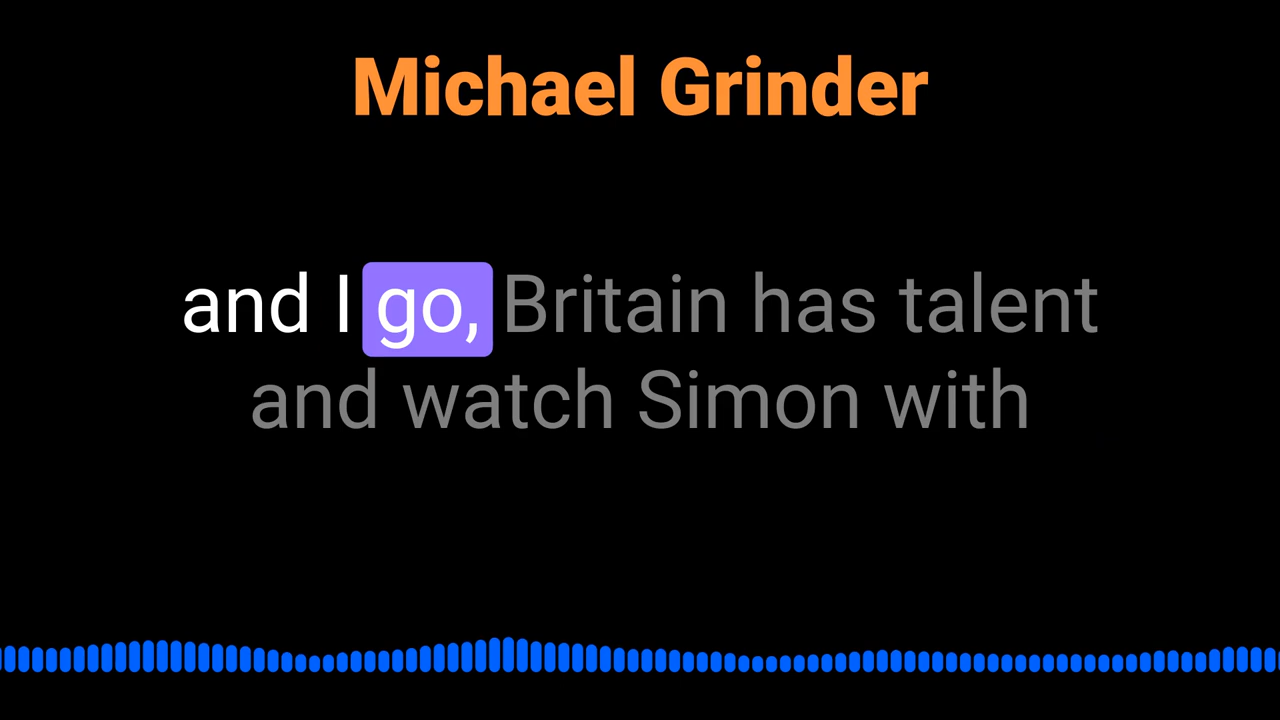 Michael Grinder
and I go, Britain has talent
and watch Simon with